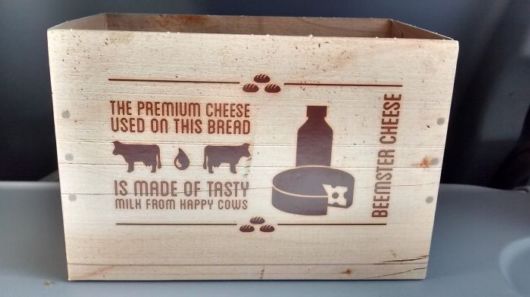 THE PREMIUM CHEESE
USED ON THIS BREAD
IS MADE OF TASTY
MILK FROM HAPPY COWS
BEEMSTER CHEESE